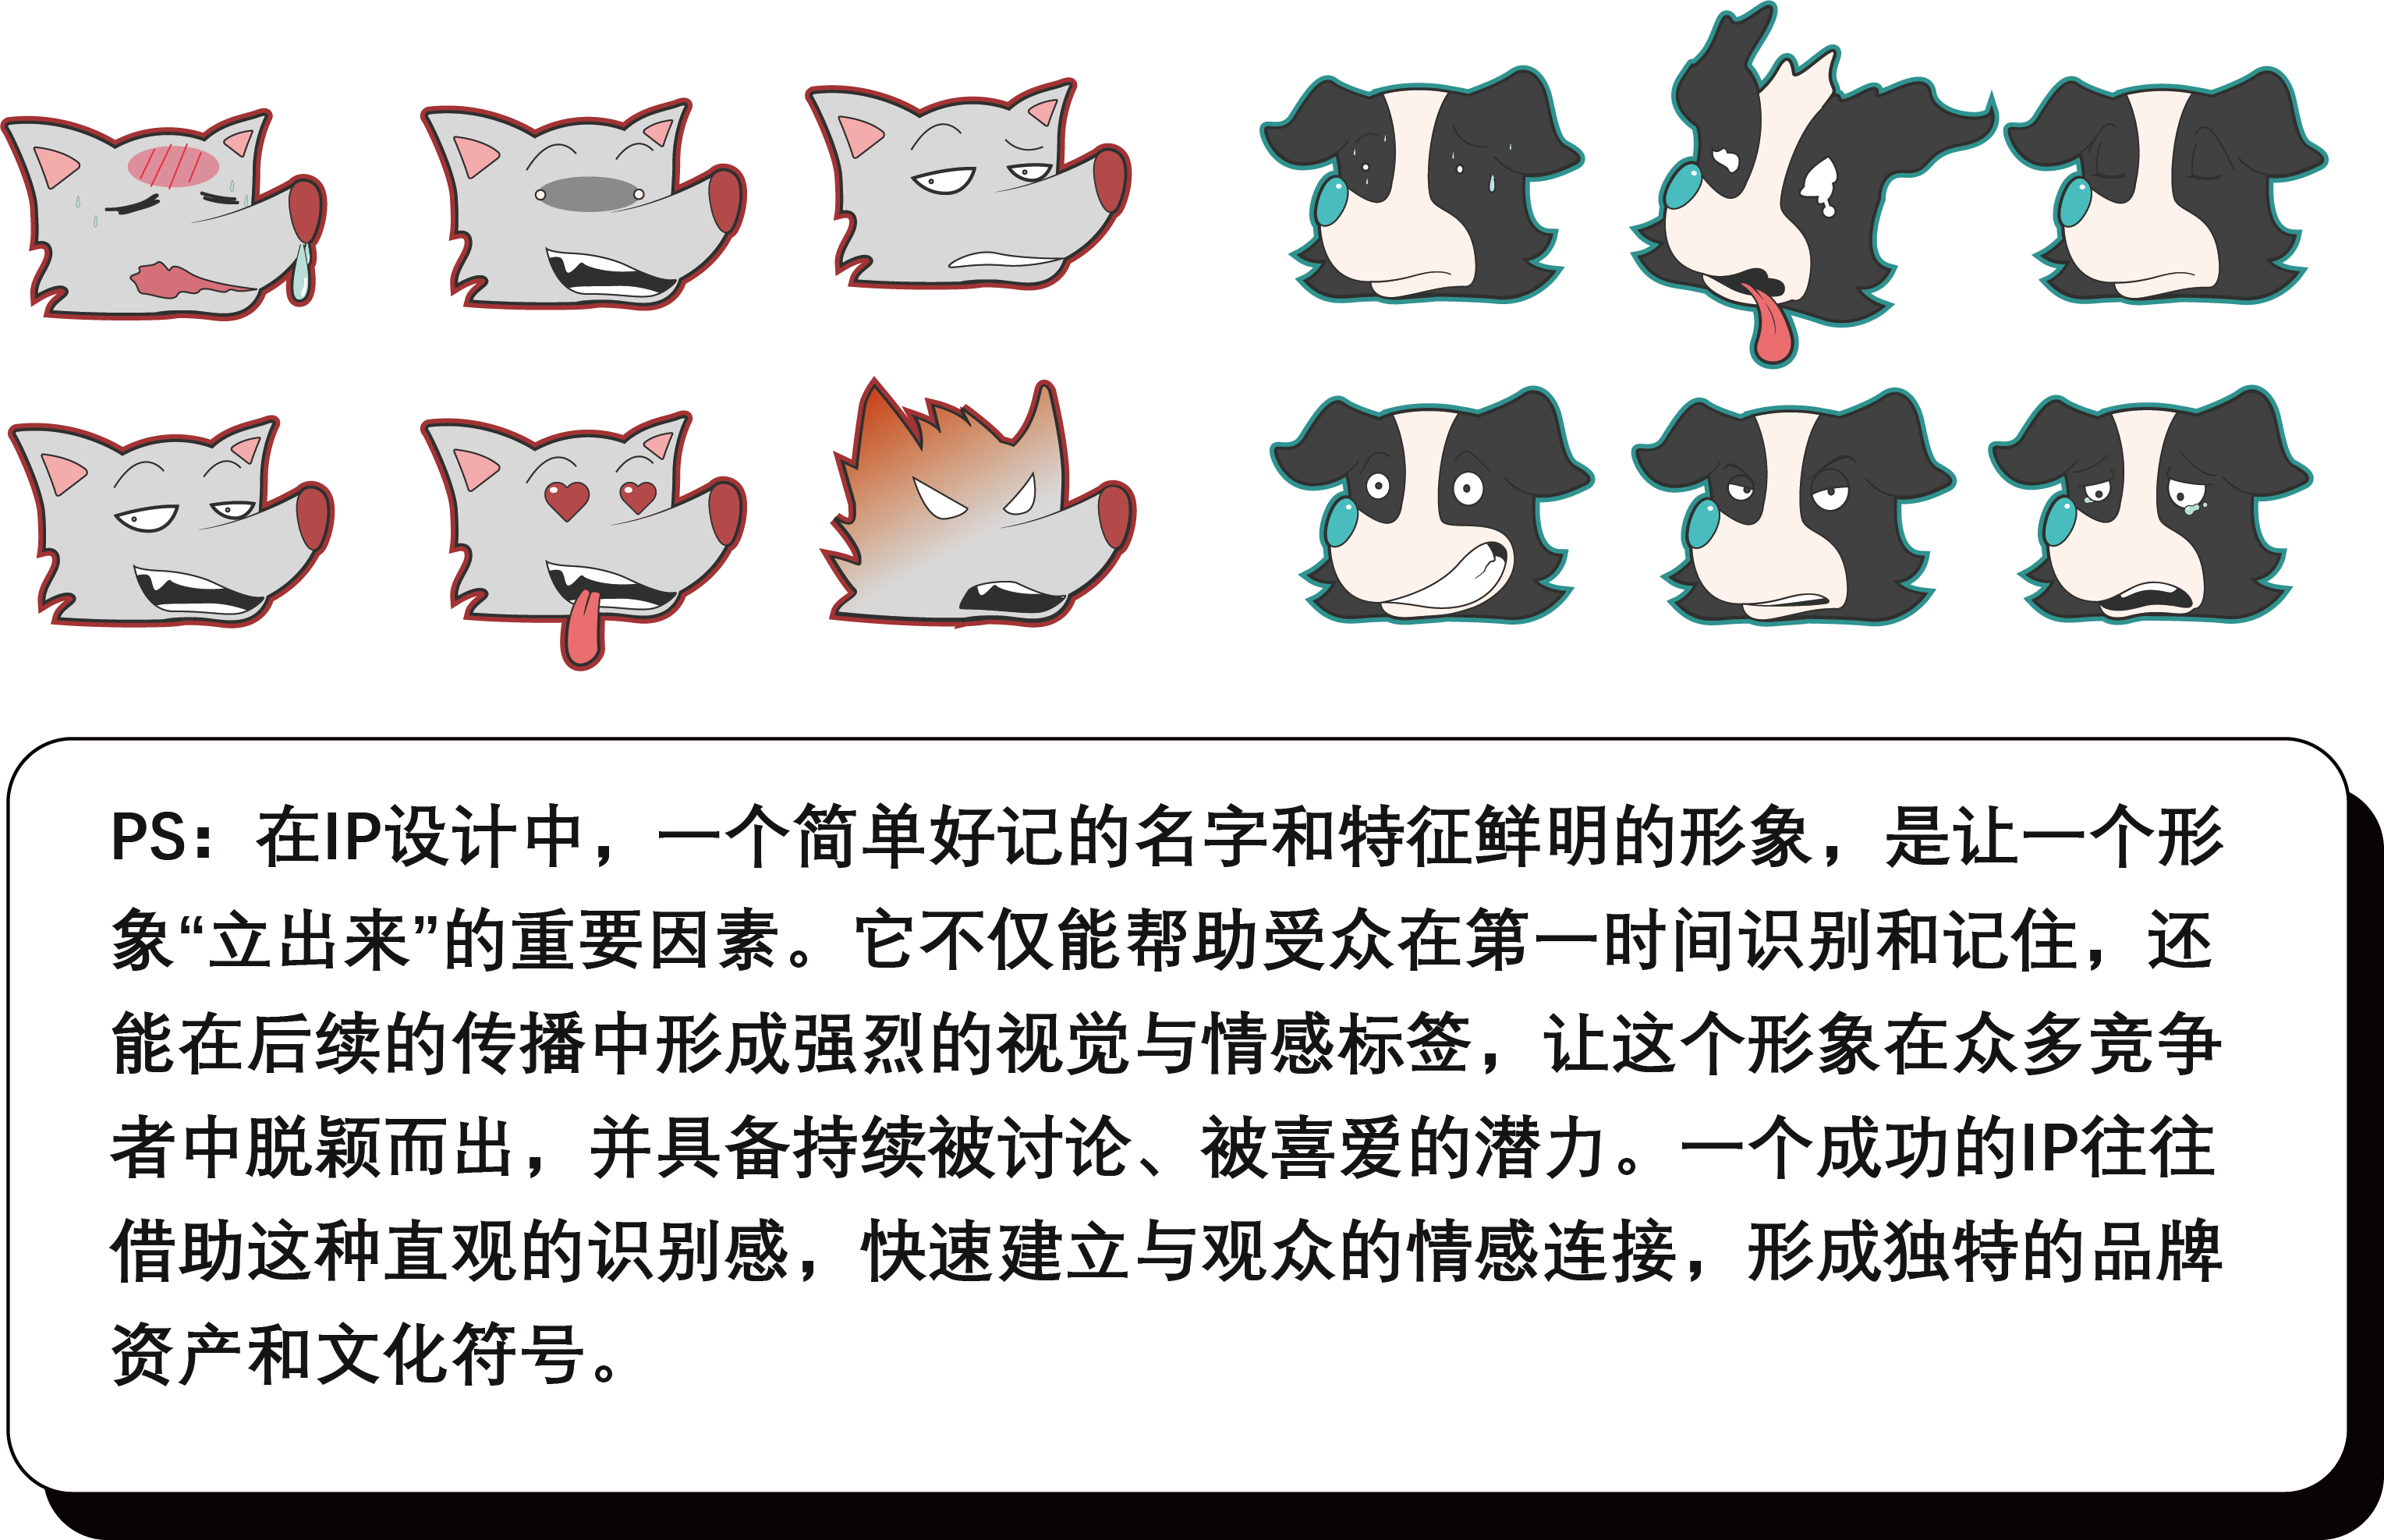 PS：在IP设计中，一个简单好记的名字和特征鲜明的形象，是让一个形
象“立出来”的重要因素。它不仅能帮助受众在第一时间识别和记住，还
能在后续的传播中形成强烈的视觉与情感标签，让这个形象在众多竞争
者中脱颖而出，并具备持续被讨论、被喜爱的潜力。一个成功的IP往往
借助这种直观的识别感，快速建立与观众的情感连接，形成独特的品牌
资产和文化符号。